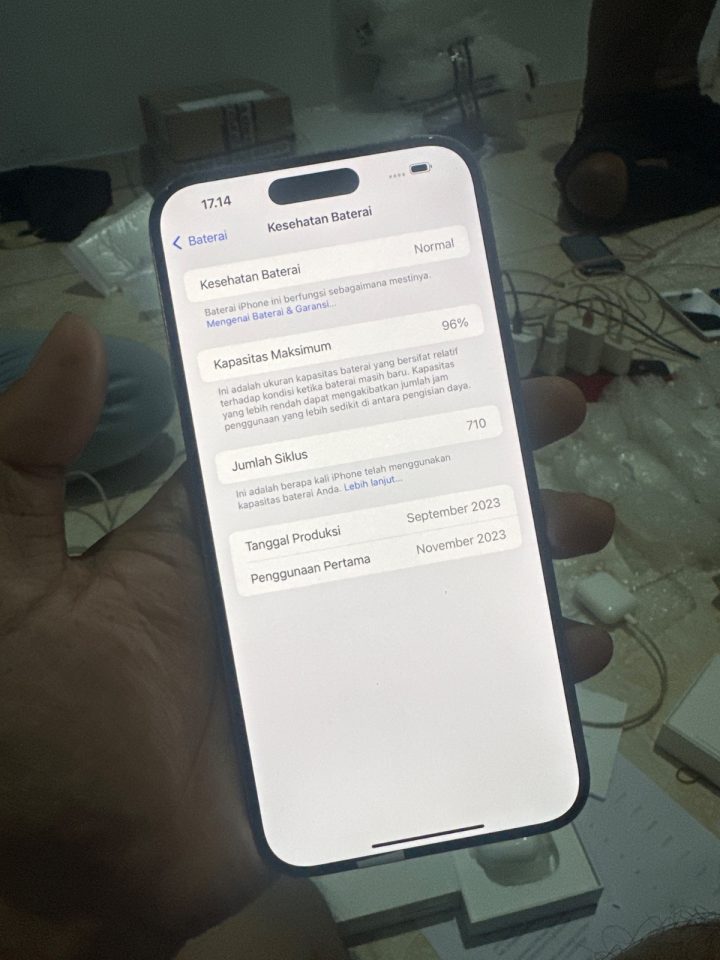 17.14
Baterai
Kesehatan Baterai
Kesehatan Baterai Normal
Baterai iPhone ini berfungsi sebagaimana mestinya.
Mengenai Baterai & Garansi...
Kapasitas Maksimum 96%
Ini adalah ukuran kapasitas baterai yang bersifat relatif
terhadap kondisi ketika baterai masih baru. Kapasitas
yang lebih rendah dapat mengakibatkan jumlah jam
penggunaan yang lebih sedikit di antara pengisian daya.
Jumlah Siklus 710
Ini adalah berapa kali iPhone telah menggunakan
kapasitas baterai Anda. Lebih lanjut...
Tanggal Produksi September 2023
Penggunaan Pertama November 2023